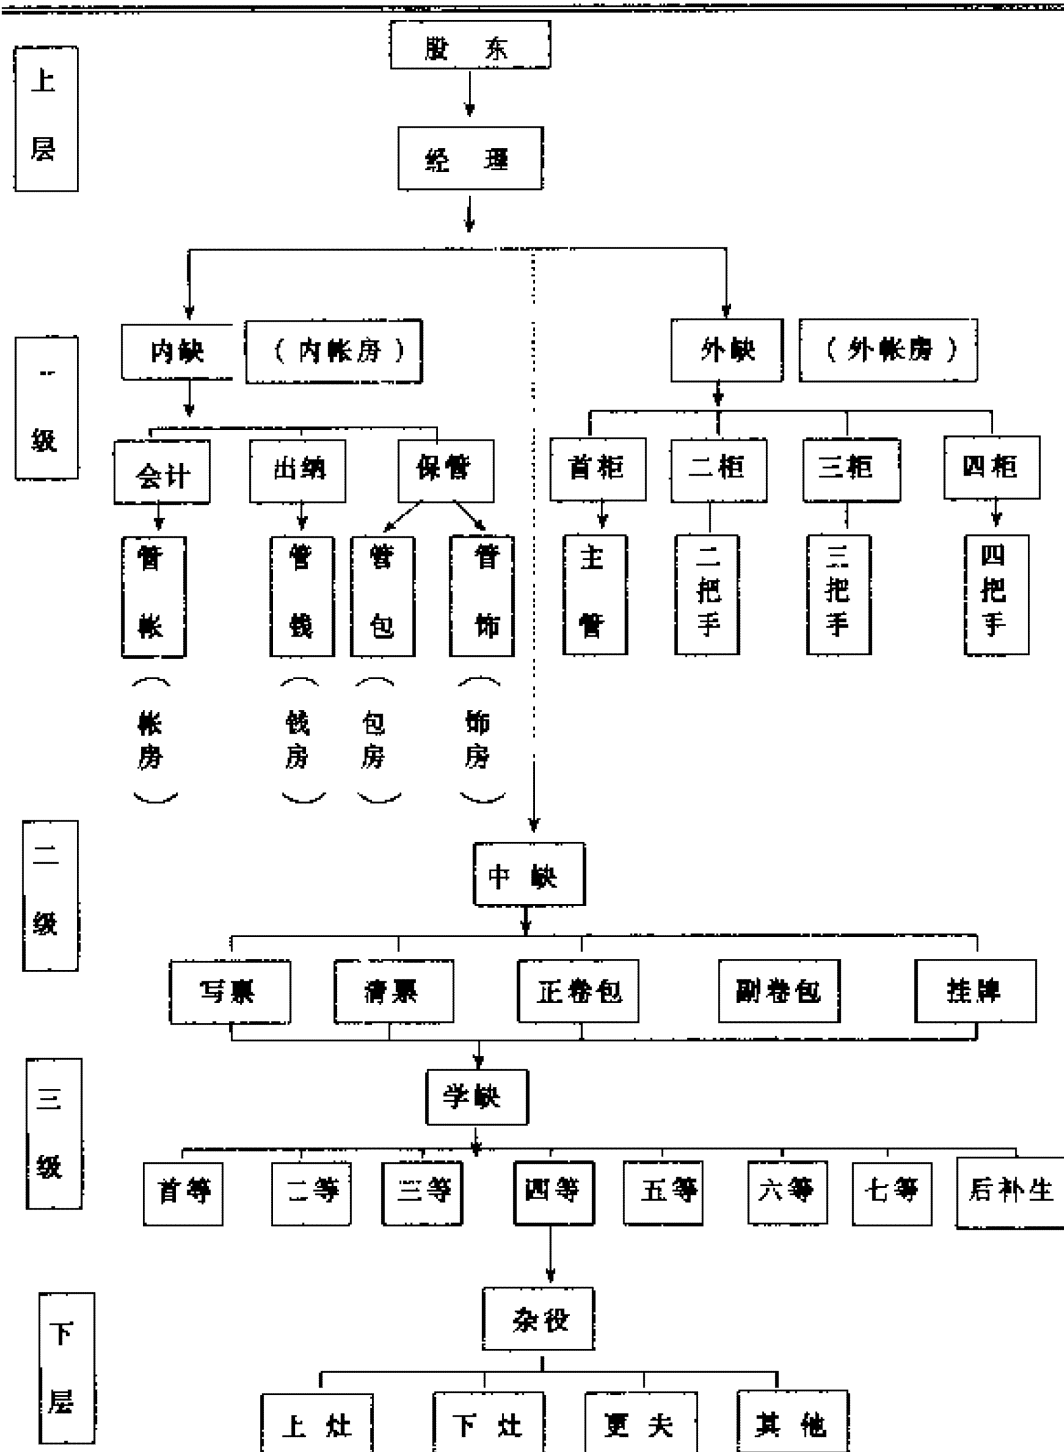 上层
股东
经理
一级
内缺
(内帐房)
外缺
(外帐房)
会计
出纳
保管
首柜
二柜
三柜
四柜
管帐
管钱
管包
管饰
主管
二把手
三把手
四把手
(帐房)
(钱房)
(包房)
(饰房)
二级
中缺
写票
清票
正卷包
副卷包
挂牌
三级
学缺
首等
二等
三等
四等
五等
六等
七等
后补生
下层
杂役
上灶
下灶
更夫
其他